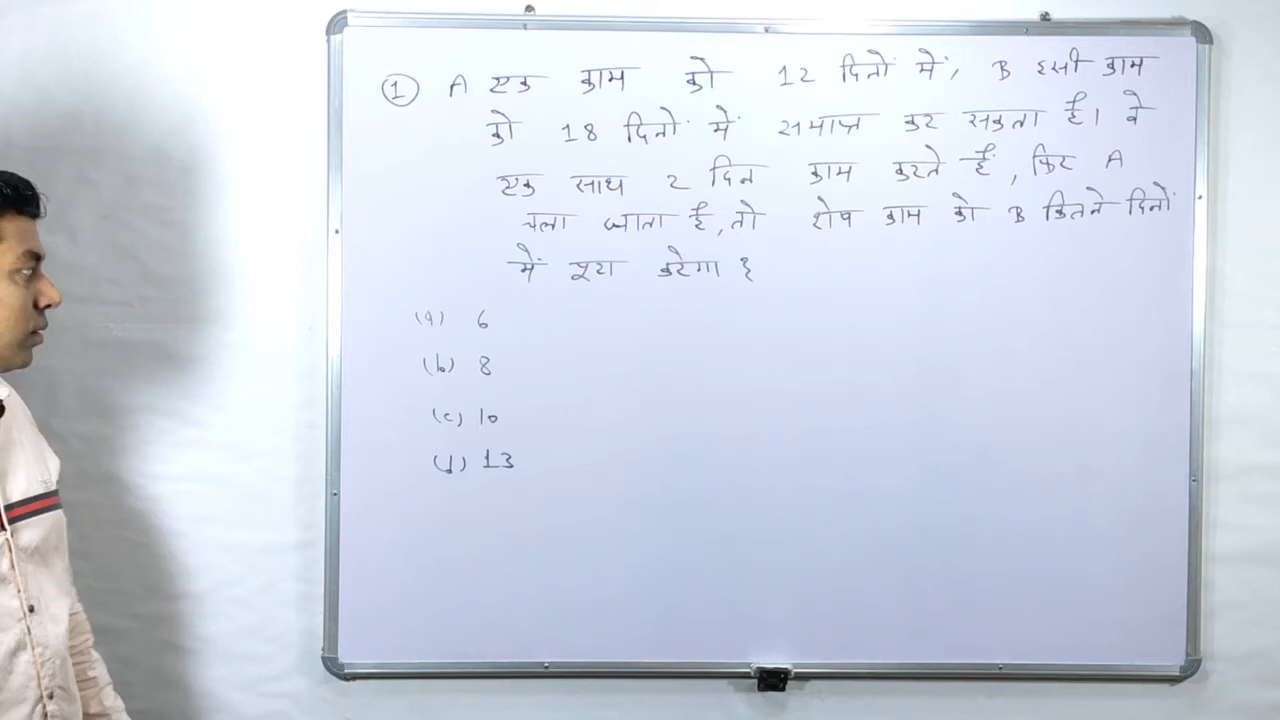 ① A एक काम को 12 दिनों में, B इसी काम
को 18 दिनों में समाप्त कर सकता है। वे
एक साथ 2 दिन काम करते हैं, फिर A
चला जाता है, तो शेष काम को B कितने दिनों
में पूरा करेगा ?
(a) 6
(b) 8
(c) 10
(d) 13